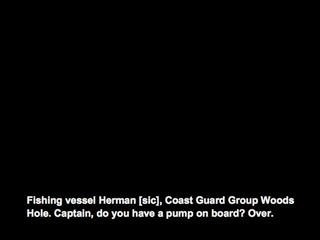 Fishing vessel Herman [sic], Coast Guard Group Woods
Hole. Captain, do you have a pump on board? Over.